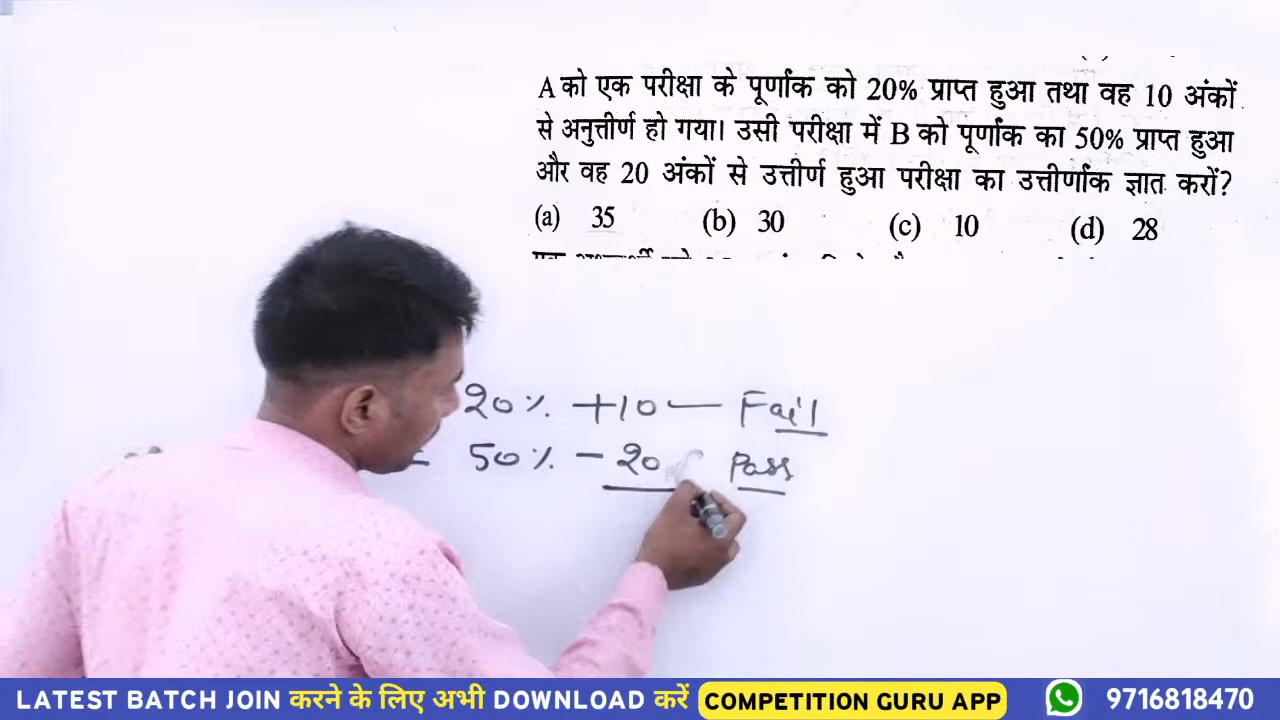 A को एक परीक्षा के पूर्णांक को 20% प्राप्त हुआ तथा वह 10 अंकों
से अनुत्तीर्ण हो गया। उसी परीक्षा में B को पूर्णांक का 50% प्राप्त हुआ
और वह 20 अंकों से उत्तीर्ण हुआ परीक्षा का उत्तीर्णांक ज्ञात करों?
(a) 35 (b) 30 (c) 10 (d) 28
20% +10 — Fail
= 50% - 20 Pass
LATEST BATCH JOIN करने के लिए अभी DOWNLOAD करें COMPETITION GURU APP 9716818470